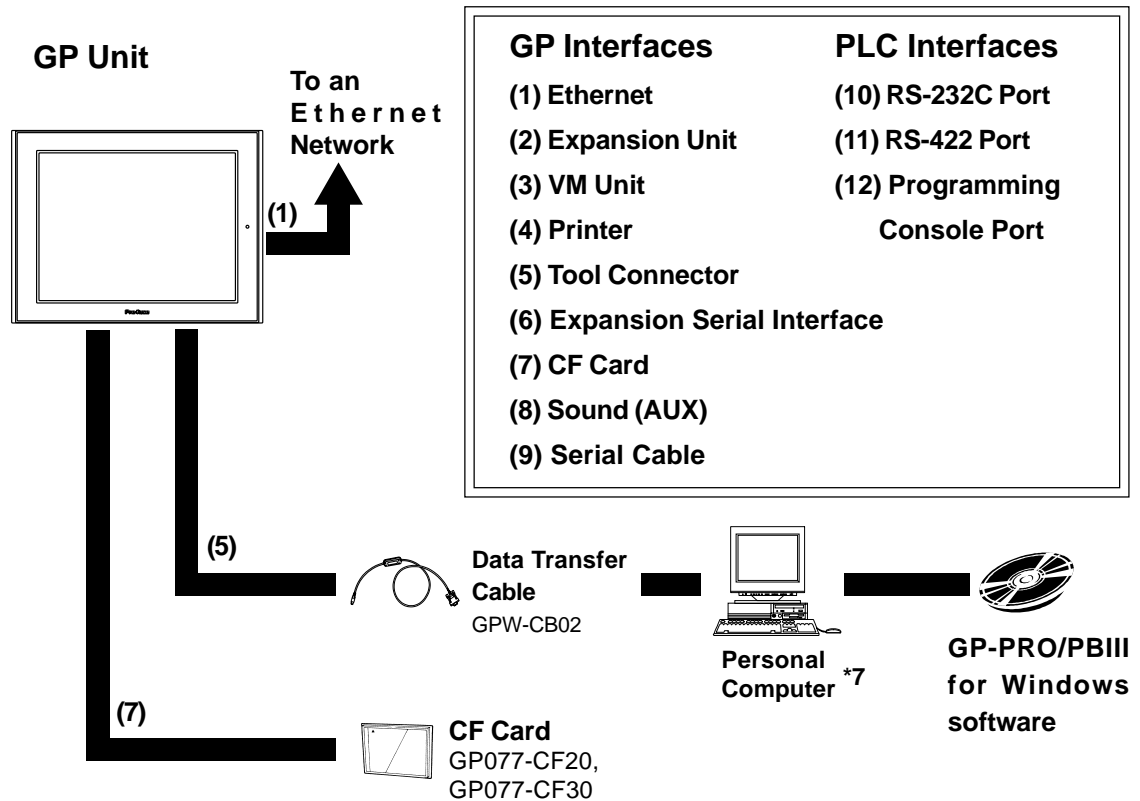 GP Unit
To an
Ethernet
Network
(1)
GP Interfaces
(1) Ethernet
(2) Expansion Unit
(3) VM Unit
(4) Printer
(5) Tool Connector
(6) Expansion Serial Interface
(7) CF Card
(8) Sound (AUX)
(9) Serial Cable
PLC Interfaces
(10) RS-232C Port
(11) RS-422 Port
(12) Programming
Console Port
(5)
Data Transfer
Cable
GPW-CB02
Personal
Computer *7
GP-PRO/PBIII
for Windows
software
(7)
CF Card
GP077-CF20,
GP077-CF30